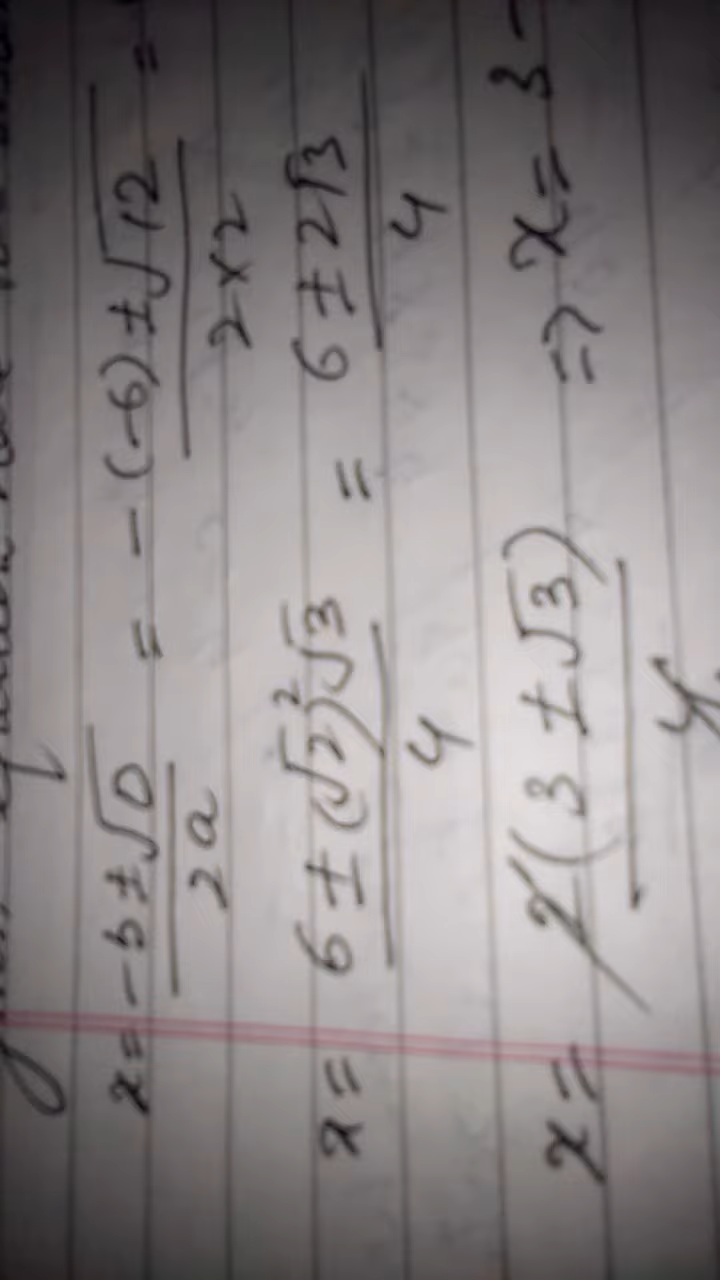 x = -b ± √D / 2a = -(-6) ± √12 / 2×2 =
x = 6 ± (√2)²√3 / 4 = 6 ± 2√3 / 4
x = 2(3 ± √3) / 4 => x = 3 -